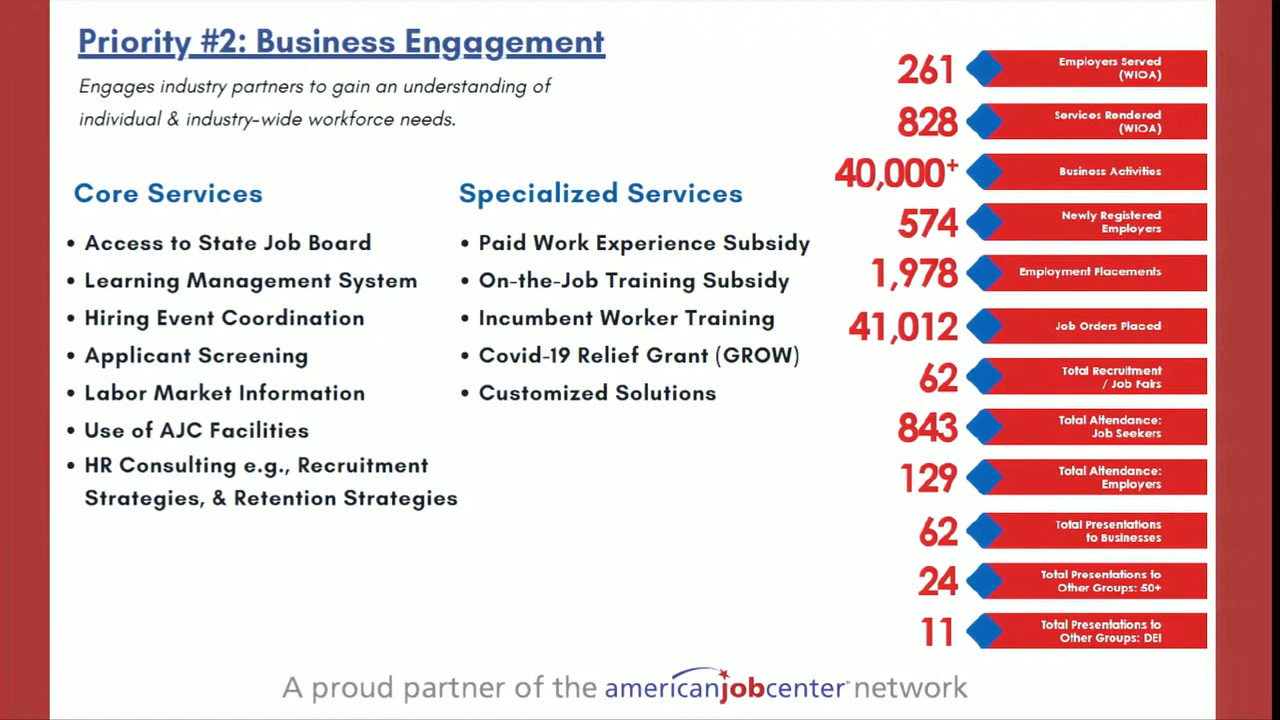 Priority #2: Business Engagement
Engages industry partners to gain an understanding of
individual & industry-wide workforce needs.
Core Services
• Access to State Job Board
• Learning Management System
• Hiring Event Coordination
• Applicant Screening
• Labor Market Information
• Use of AJC Facilities
• HR Consulting e.g., Recruitment
Strategies, & Retention Strategies
Specialized Services
• Paid Work Experience Subsidy
• On-the-Job Training Subsidy
• Incumbent Worker Training
• Covid-19 Relief Grant (GROW)
• Customized Solutions
261 Employers Served
(WIOA)
828 Services Rendered
(WIOA)
40,000+ Business Activities
574 Newly Registered
Employers
1,978 Employment Placements
41,012 Job Orders Placed
62 Total Recruitment
/ Job Fairs
843 Total Attendance:
Job Seekers
129 Total Attendance:
Employers
62 Total Presentations
to Businesses
24 Total Presentations to
Other Groups: 50+
11 Total Presentations to
Other Groups: DEI
A proud partner of the americanjobcenter network